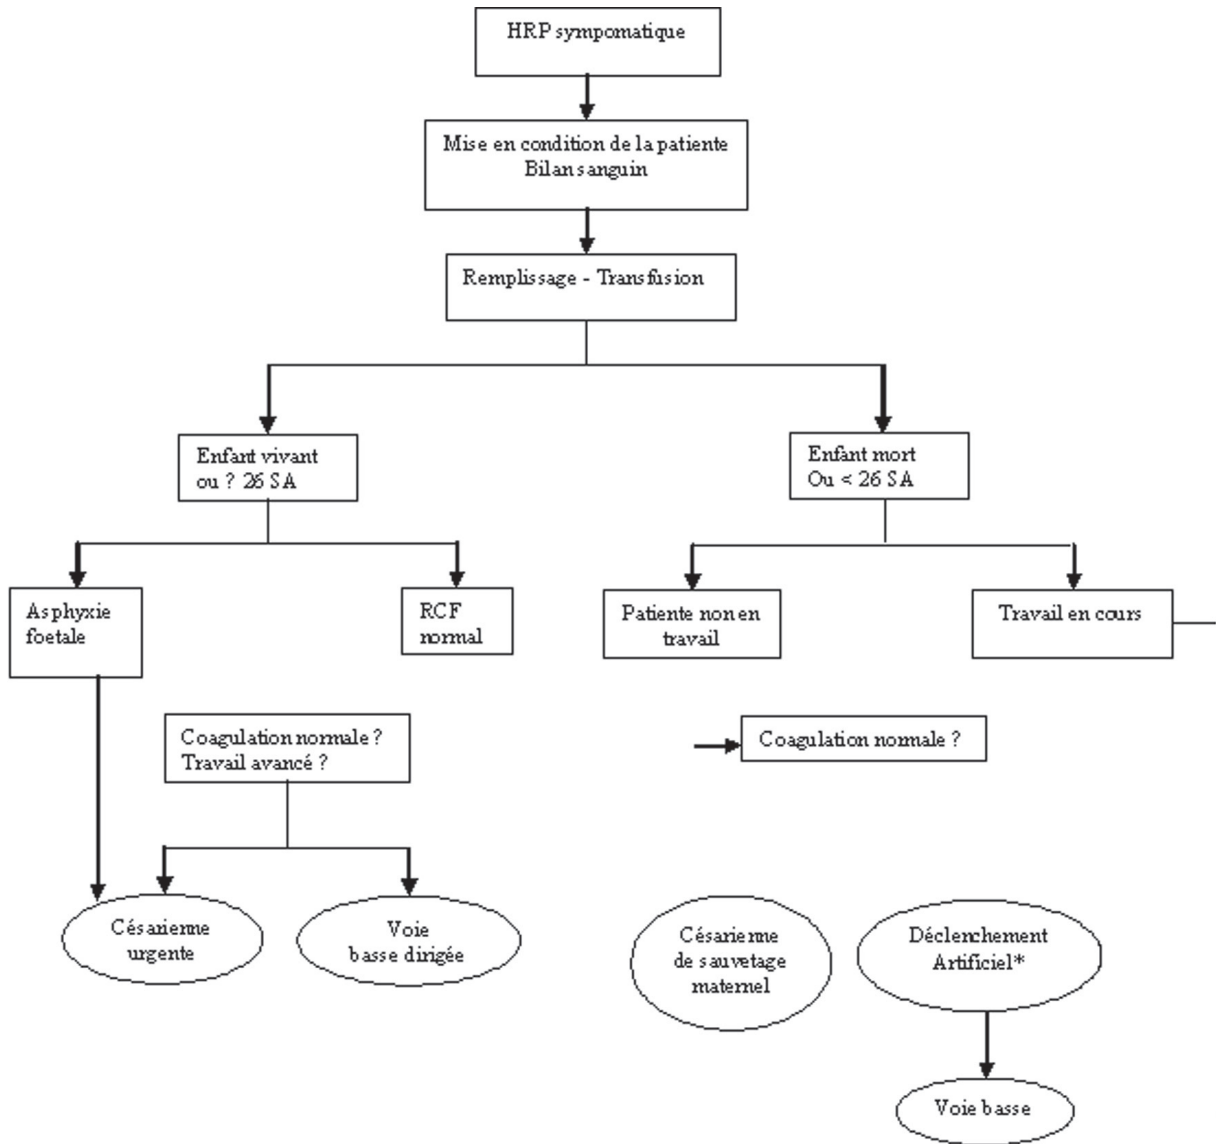 HRP sympomatique
Mise en condition de la patiente
Bilan sanguin
Remplissage - Transfusion
Enfant vivant
ou ? 26 SA
Enfant mort
Ou < 26 SA
Asphyxie
foetale
RCF
normal
Patiente non en
travail
Travail en cours
Coagulation normale ?
Travail avancé ?
Coagulation normale ?
Césarienne
urgente
Voie
basse dirigée
Césarienne
de sauvetage
maternel
Déclenchement
Artificiel*
Voie basse